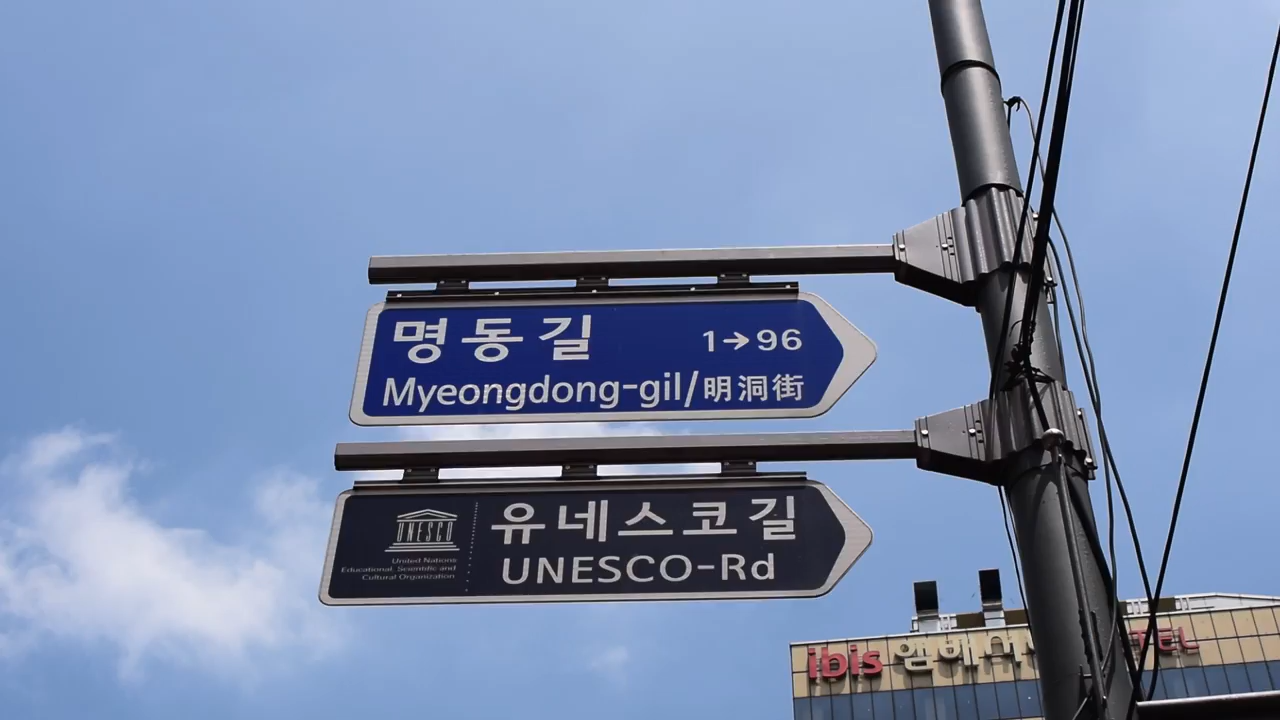 명동길 1→96
Myeongdong-gil/明洞街
UNESCO
United Nations
Educational, Scientific and
Cultural Organization
유네스코길
UNESCO-Rd
ibis 앰배서
TEL